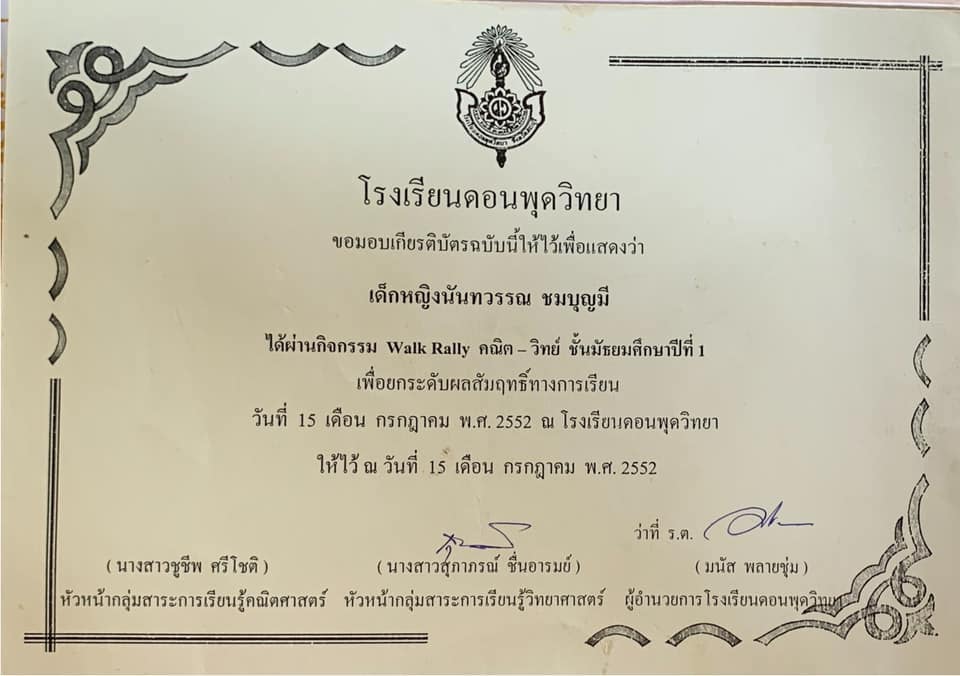 โรงเรียนดอนพุดวิทยา
ขอมอบเกียรติบัตรฉบับนี้ให้ไว้เพื่อแสดงว่า
เด็กหญิงนันทวรรณ ชมบุญมี
ได้ผ่านกิจกรรม Walk Rally คณิต – วิทย์ ชั้นมัธยมศึกษาปีที่ 1
เพื่อยกระดับผลสัมฤทธิ์ทางการเรียน
วันที่ 15 เดือน กรกฎาคม พ.ศ. 2552 ณ โรงเรียนดอนพุดวิทยา
ให้ไว้ ณ วันที่ 15 เดือน กรกฎาคม พ.ศ. 2552
ว่าที่ ร.ต.
( นางสาวชูชีพ ศรีโชติ ) ( นางสาวสุภาภรณ์ ชื่นอารมย์ ) ( มนัส พลายชุ่ม )
หัวหน้ากลุ่มสาระการเรียนรู้คณิตศาสตร์ หัวหน้ากลุ่มสาระการเรียนรู้วิทยาศาสตร์ ผู้อำนวยการโรงเรียนดอนพุดวิทยา